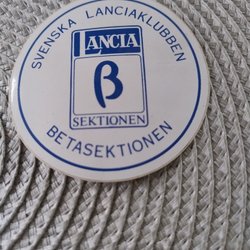 SVENSKA LANCIAKLUBBEN
LANCIA
β
SEKTIONEN
BETASEKTIONEN